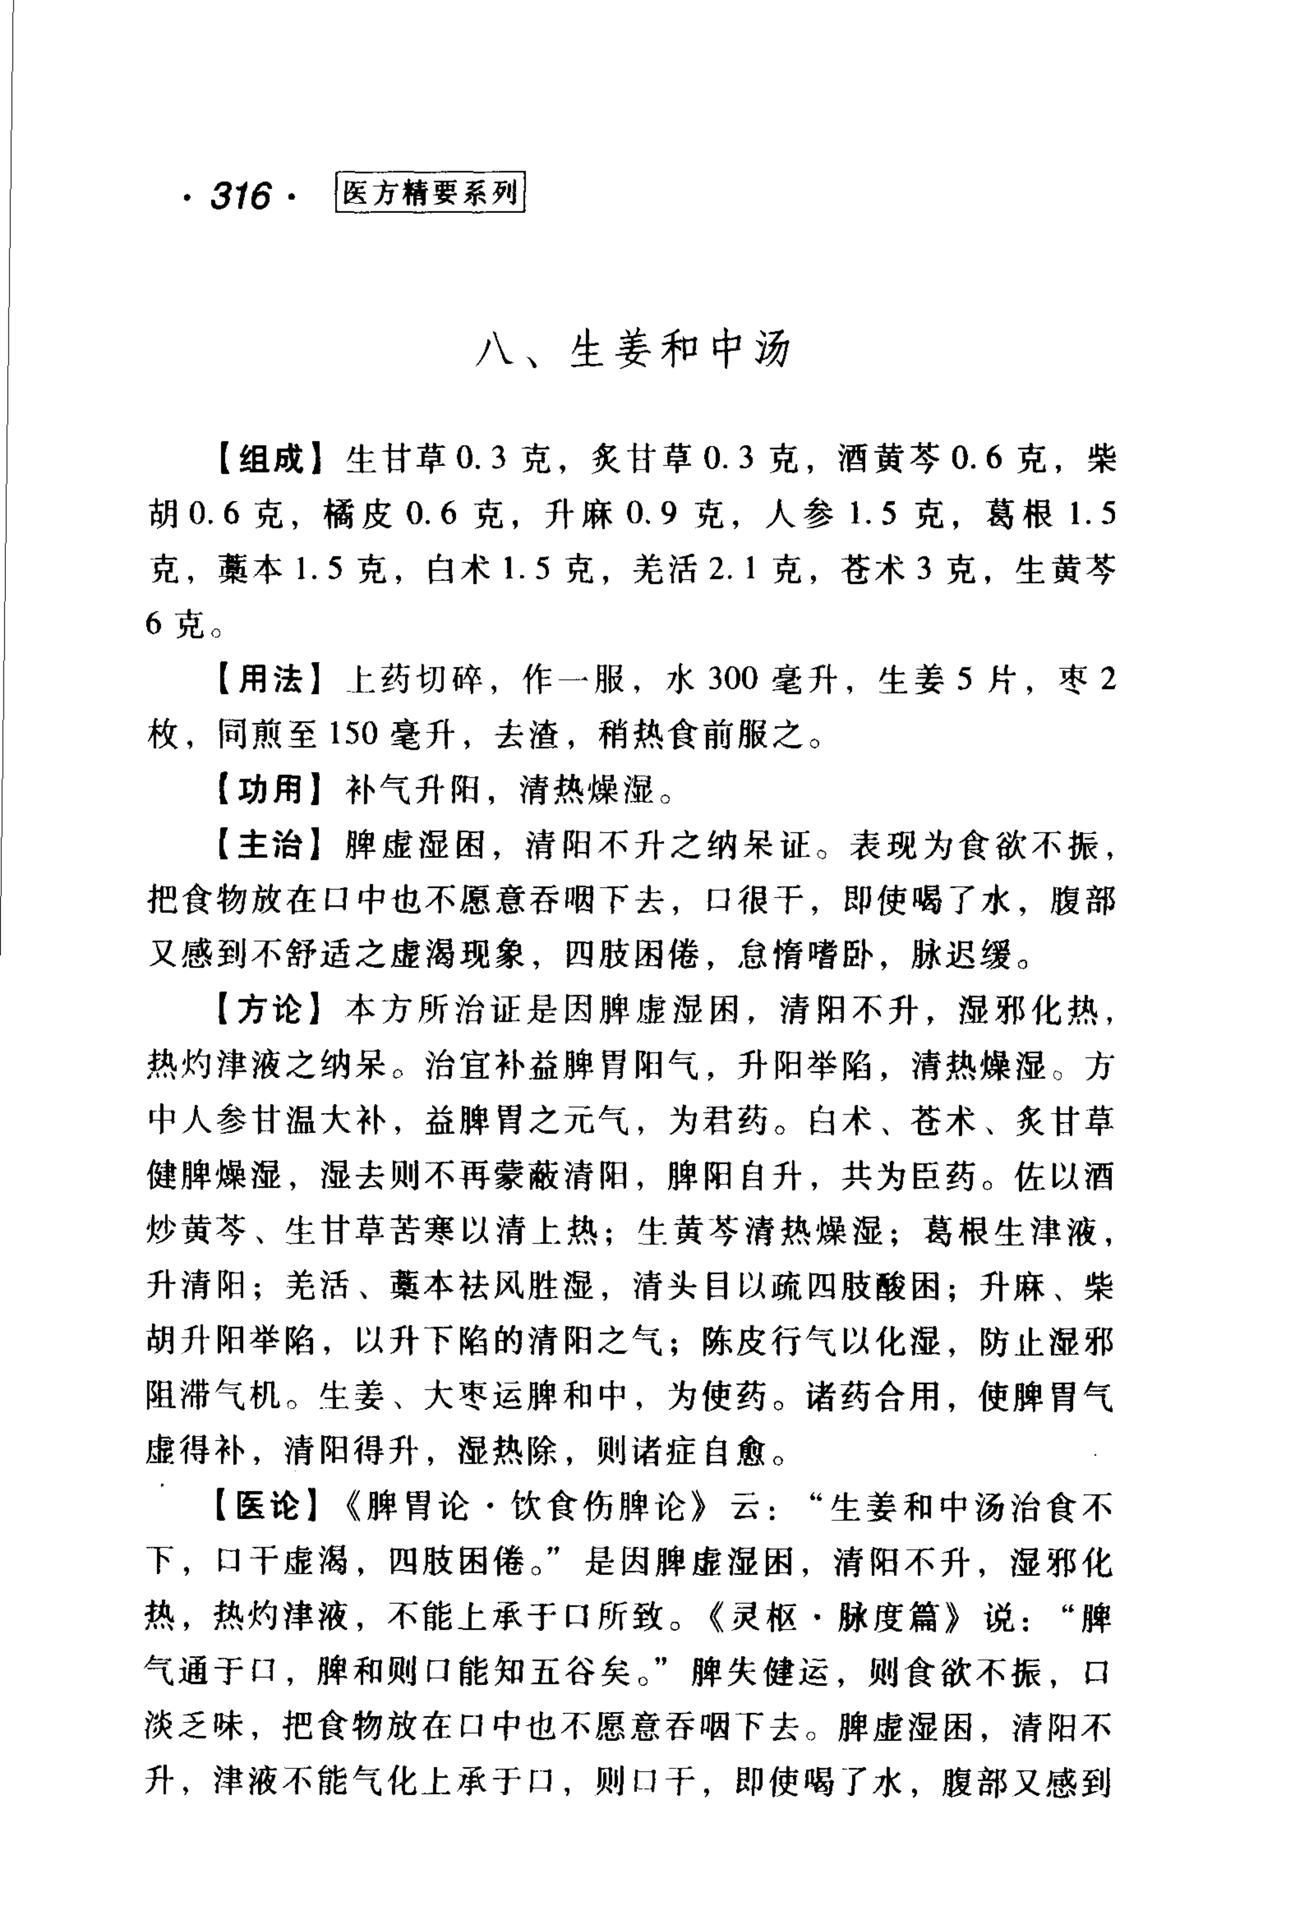 ·316· 医方精要系列
八、生姜和中汤
【组成】生甘草0.3克，炙甘草0.3克，酒黄芩0.6克，柴
胡0.6克，橘皮0.6克，升麻0.9克，人参1.5克，葛根1.5
克，藁本1.5克，白术1.5克，羌活2.1克，苍术3克，生黄芩
6克。
【用法】上药切碎，作一服，水300毫升，生姜5片，枣2
枚，同煎至150毫升，去渣，稍热食前服之。
【功用】补气升阳，清热燥湿。
【主治】脾虚湿困，清阳不升之纳呆证。表现为食欲不振，
把食物放在口中也不愿意吞咽下去，口很干，即使喝了水，腹部
又感到不舒适之虚渴现象，四肢困倦，怠惰嗜卧，脉迟缓。
【方论】本方所治证是因脾虚湿困，清阳不升，湿邪化热，
热灼津液之纳呆。治宜补益脾胃阳气，升阳举陷，清热燥湿。方
中人参甘温大补，益脾胃之元气，为君药。白术、苍术、炙甘草
健脾燥湿，湿去则不再蒙蔽清阳，脾阳自升，共为臣药。佐以酒
炒黄芩、生甘草苦寒以清上热；生黄芩清热燥湿；葛根生津液，
升清阳；羌活、藁本祛风胜湿，清头目以疏四肢酸困；升麻、柴
胡升阳举陷，以升下陷的清阳之气；陈皮行气以化湿，防止湿邪
阻滞气机。生姜、大枣运脾和中，为使药。诸药合用，使脾胃气
虚得补，清阳得升，湿热除，则诸症自愈。
【医论】《脾胃论·饮食伤脾论》云：“生姜和中汤治食不
下，口干虚渴，四肢困倦。”是因脾虚湿困，清阳不升，湿邪化
热，热灼津液，不能上承于口所致。《灵枢·脉度篇》说：“脾
气通于口，脾和则口能知五谷矣。”脾失健运，则食欲不振，口
淡乏味，把食物放在口中也不愿意吞咽下去。脾虚湿困，清阳不
升，津液不能气化上承于口，则口干，即使喝了水，腹部又感到